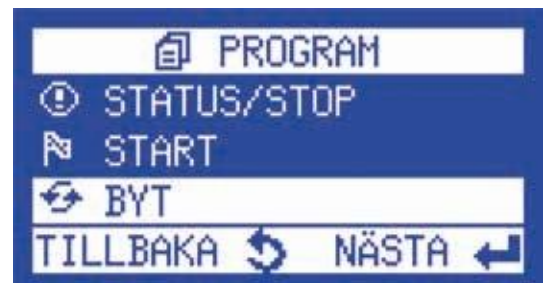 PROGRAM
STATUS/STOP
START
BYT
TILLBAKA NÄSTA